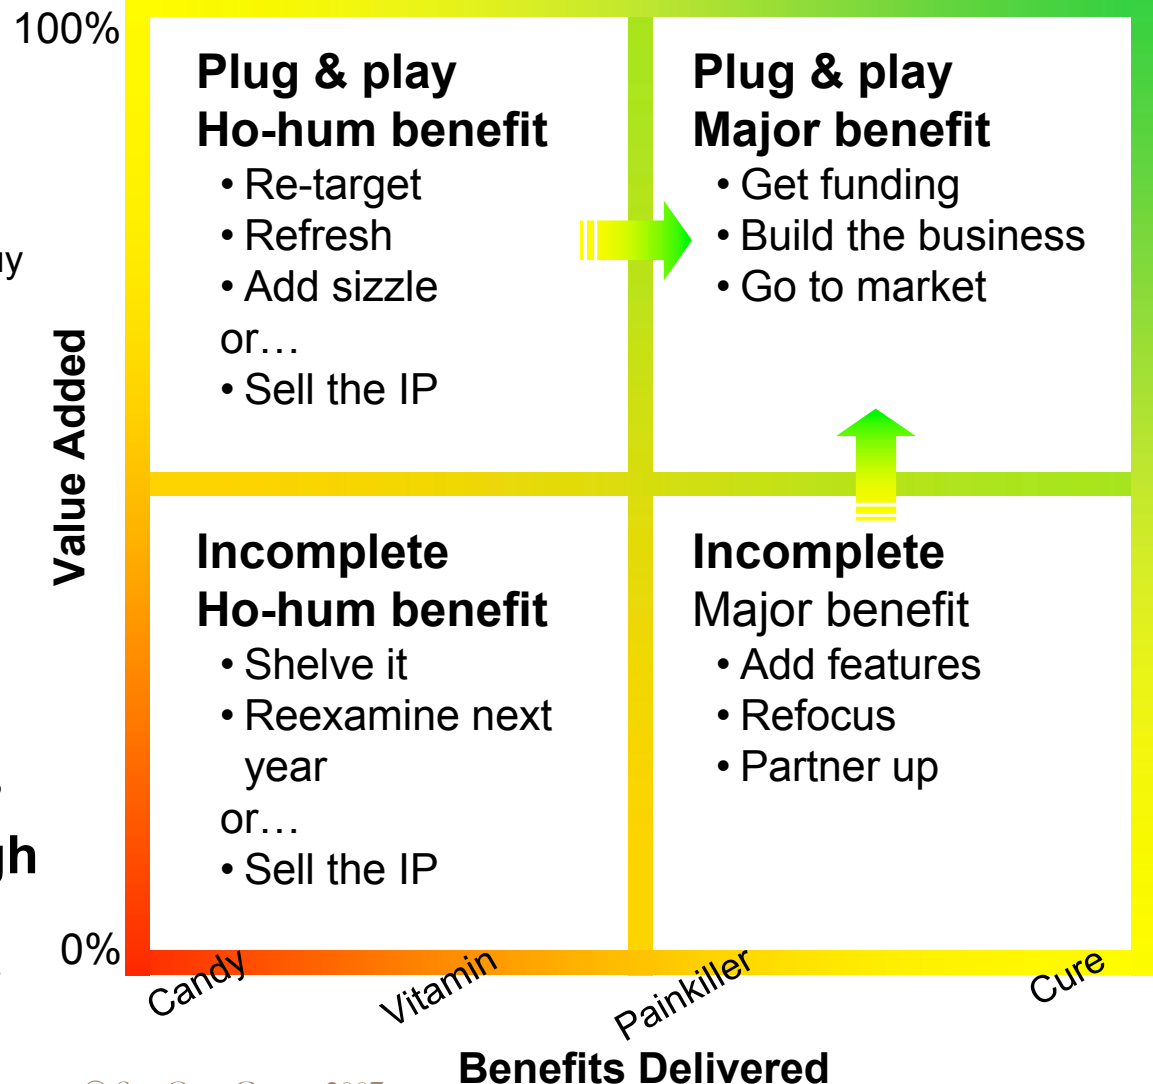 100%
Plug & play
Ho-hum benefit
• Re-target
• Refresh
• Add sizzle
or…
• Sell the IP
Plug & play
Major benefit
• Get funding
• Build the business
• Go to market
Value Added
Incomplete
Ho-hum benefit
• Shelve it
• Reexamine next
year
or…
• Sell the IP
Incomplete
Major benefit
• Add features
• Refocus
• Partner up
0%
Candy
Vitamin
Painkiller
Cure
Benefits Delivered